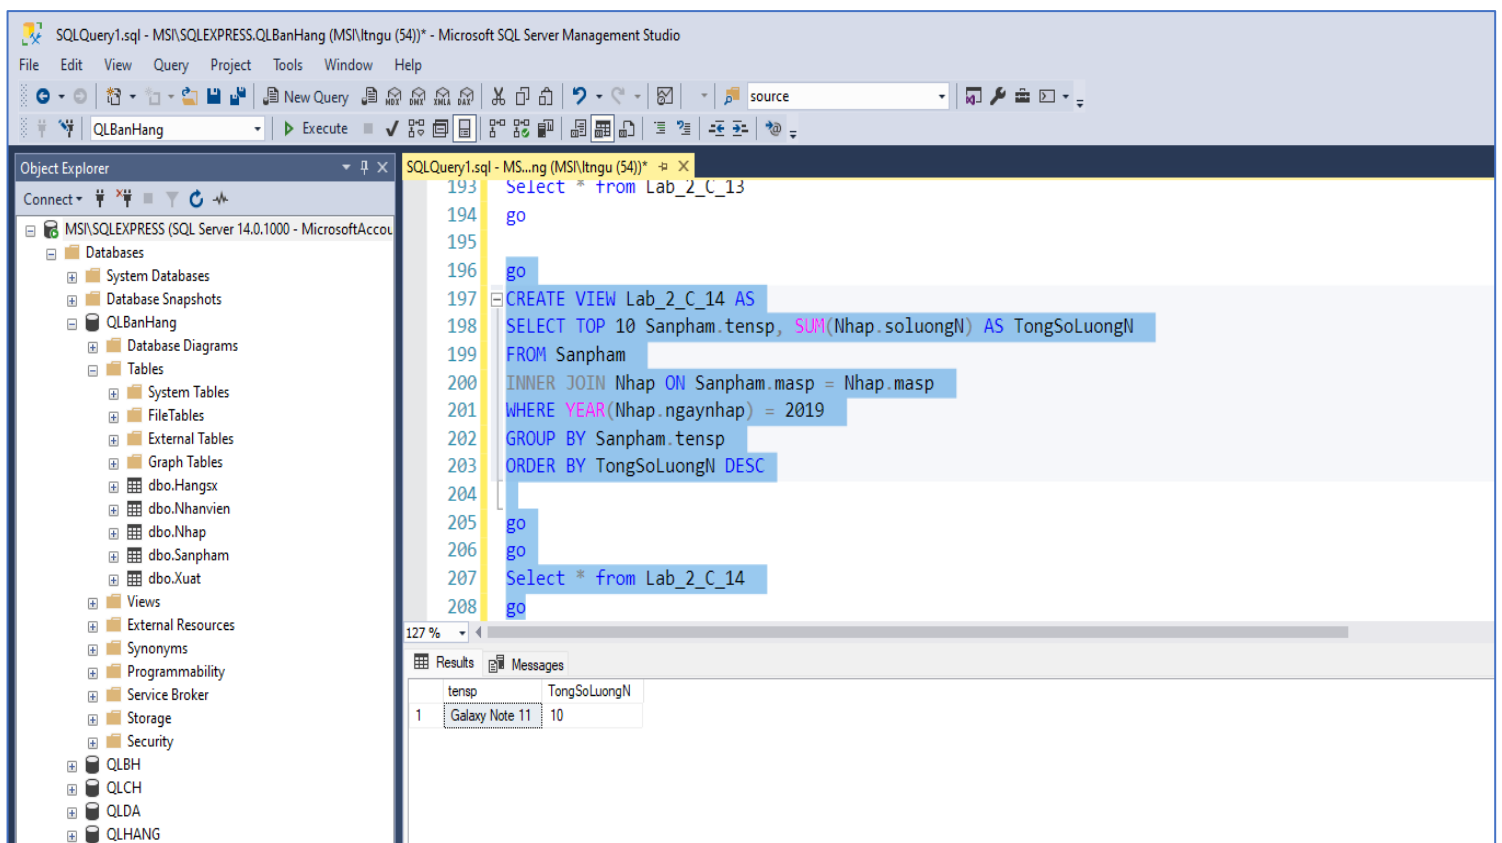 SQLQuery1.sql - MSI\SQLEXPRESS.QLBanHang (MSI\ltngu (54))* - Microsoft SQL Server Management Studio
File Edit View Query Project Tools Window Help
New Query MDX DMX XMLA DAX source
QLBanHang Execute
Object Explorer
Connect
MSI\SQLEXPRESS (SQL Server 14.0.1000 - MicrosoftAccou
Databases
System Databases
Database Snapshots
QLBanHang
Database Diagrams
Tables
System Tables
FileTables
External Tables
Graph Tables
dbo.Hangsx
dbo.Nhanvien
dbo.Nhap
dbo.Sanpham
dbo.Xuat
Views
External Resources
Synonyms
Programmability
Service Broker
Storage
Security
QLBH
QLCH
QLDA
QLHANG
SQLQuery1.sql - MS...ng (MSI\ltngu (54))*
193 Select * from Lab_2_C_13
194 go
195
196 go
197 CREATE VIEW Lab_2_C_14 AS
198 SELECT TOP 10 Sanpham.tensp, SUM(Nhap.soluongN) AS TongSoLuongN
199 FROM Sanpham
200 INNER JOIN Nhap ON Sanpham.masp = Nhap.masp
201 WHERE YEAR(Nhap.ngaynhap) = 2019
202 GROUP BY Sanpham.tensp
203 ORDER BY TongSoLuongN DESC
204
205 go
206 go
207 Select * from Lab_2_C_14
208 go
127 %
Results Messages
tensp TongSoLuongN
1 Galaxy Note 11 10